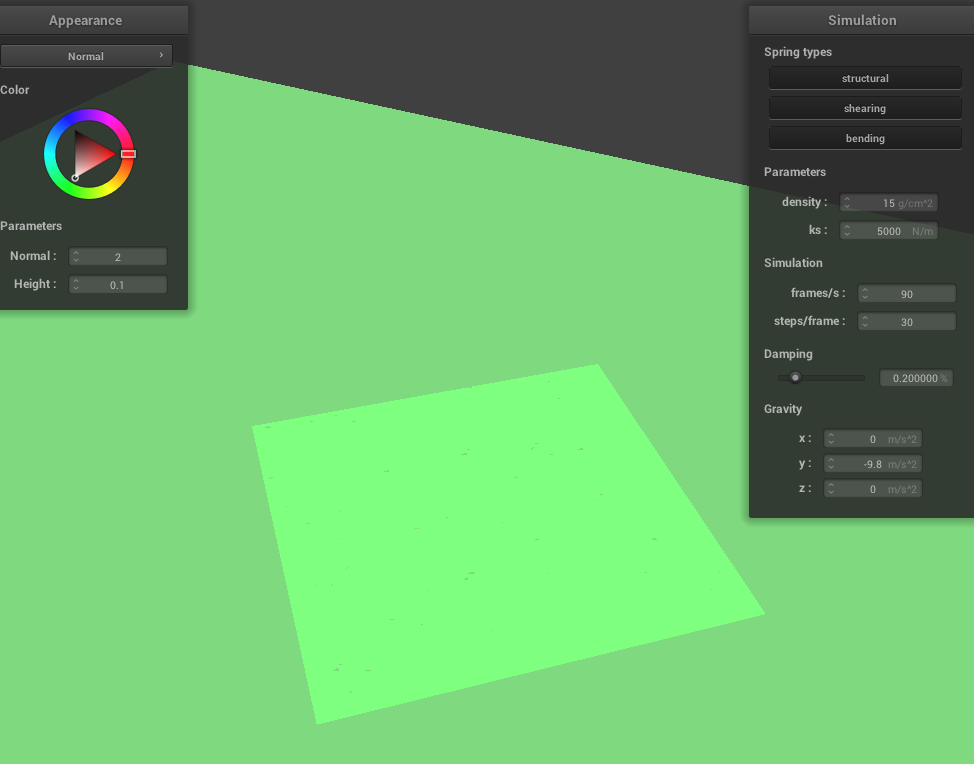 Appearance
Normal
Color
Parameters
Normal : 2
Height : 0.1
Simulation
Spring types
structural
shearing
bending
Parameters
density : 15 g/cm^2
ks : 5000 N/m
Simulation
frames/s : 90
steps/frame : 30
Damping
0.200000 %
Gravity
x : 0 m/s^2
y : -9.8 m/s^2
z : 0 m/s^2